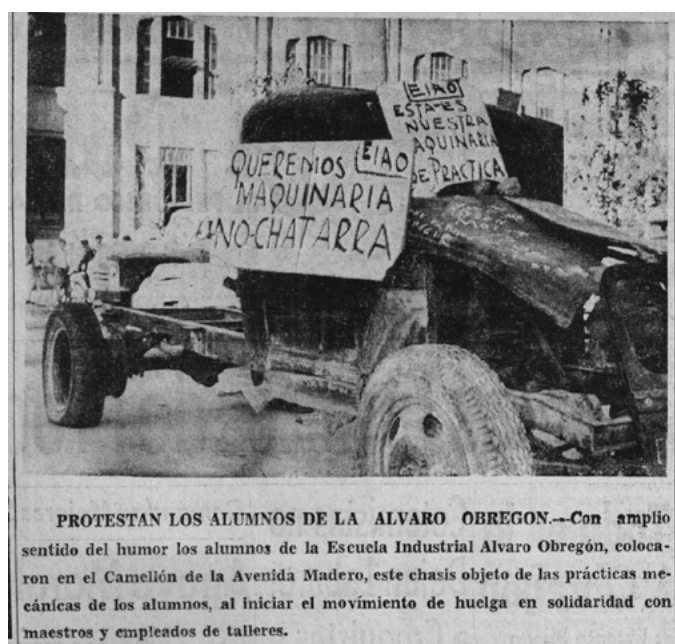 EIAO
ESTA-ES
NUESTRA
MAQUINARIA
DE PRACTICA
QUEREMOS EIAO
MAQUINARIA
NO-CHATARRA
PROTESTAN LOS ALUMNOS DE LA ALVARO OBREGON.—Con amplio
sentido del humor los alumnos de la Escuela Industrial Alvaro Obregón, coloca-
ron en el Camellón de la Avenida Madero, este chasis objeto de las prácticas me-
cánicas de los alumnos, al iniciar el movimiento de huelga en solidaridad con
maestros y empleados de talleres.